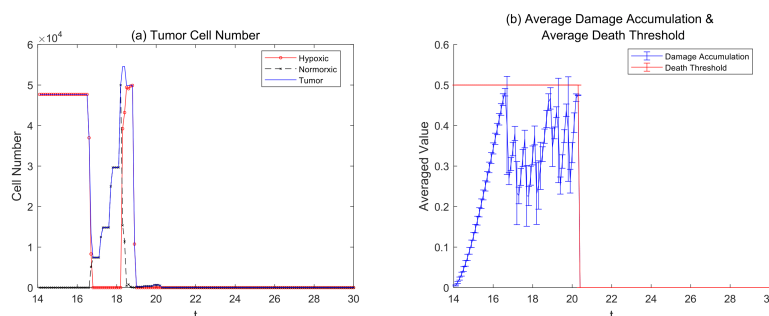 (a) Tumor Cell Number
×10⁴
6
5
4
3
2
1
0
Cell Number
14 16 18 20 22 24 26 28 30
t
Hypoxic
Normorxic
Tumor
(b) Average Damage Accumulation &
Average Death Threshold
0.6
0.5
0.4
0.3
0.2
0.1
0
Averaged Value
14 16 18 20 22 24 26 28 30
t
Damage Accumulation
Death Threshold